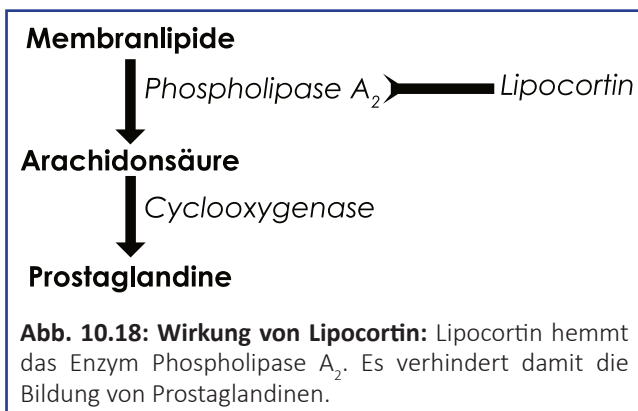 Membranlipide
Phospholipase A₂ Lipocortin
Arachidonsäure
Cyclooxygenase
Prostaglandine
Abb. 10.18: Wirkung von Lipocortin: Lipocortin hemmt
das Enzym Phospholipase A₂. Es verhindert damit die
Bildung von Prostaglandinen.